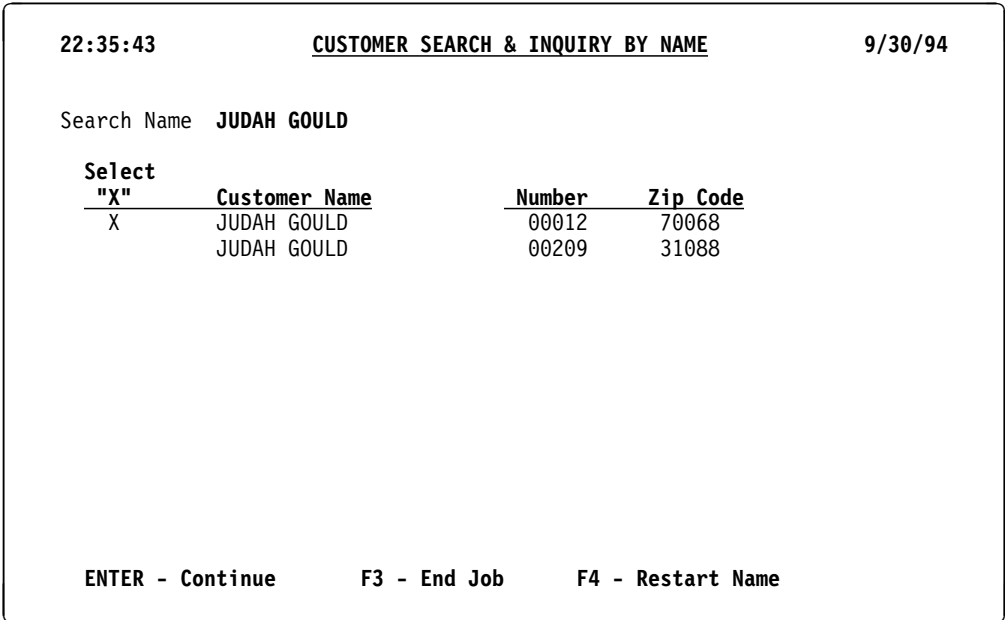 22:35:43 CUSTOMER SEARCH & INQUIRY BY NAME 9/30/94
Search Name JUDAH GOULD
Select
"X" Customer Name Number Zip Code
X JUDAH GOULD 00012 70068
JUDAH GOULD 00209 31088
ENTER - Continue F3 - End Job F4 - Restart Name